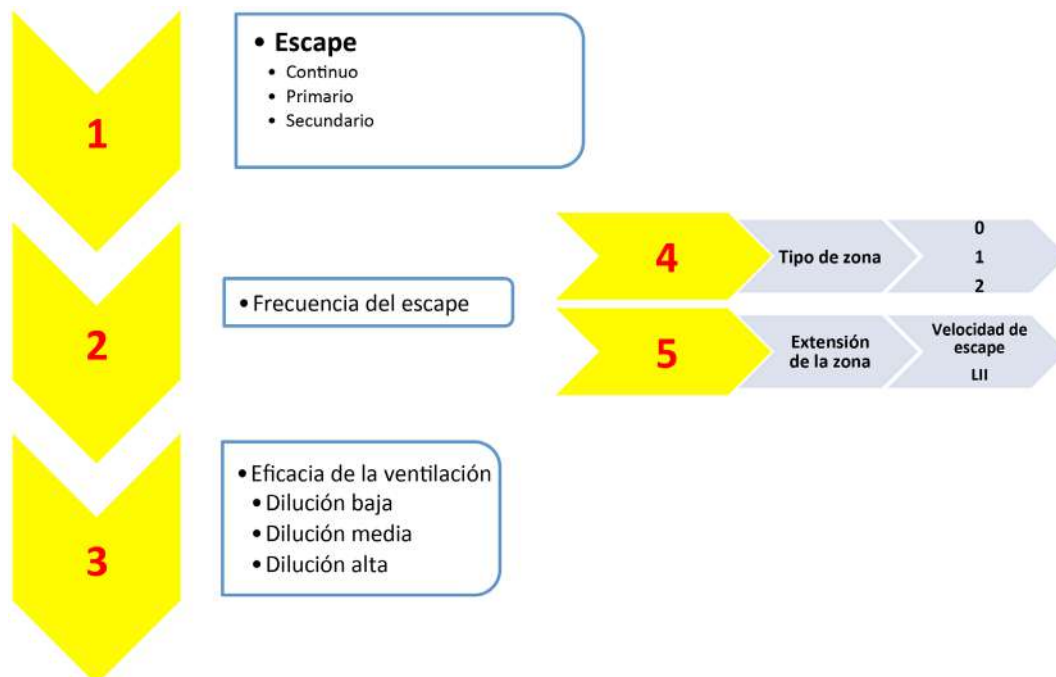 1
• Escape
• Continuo
• Primario
• Secundario
2
• Frecuencia del escape
3
• Eficacia de la ventilación
• Dilución baja
• Dilución media
• Dilución alta
4
Tipo de zona
0
1
2
5
Extensión
de la zona
Velocidad de
escape
LII